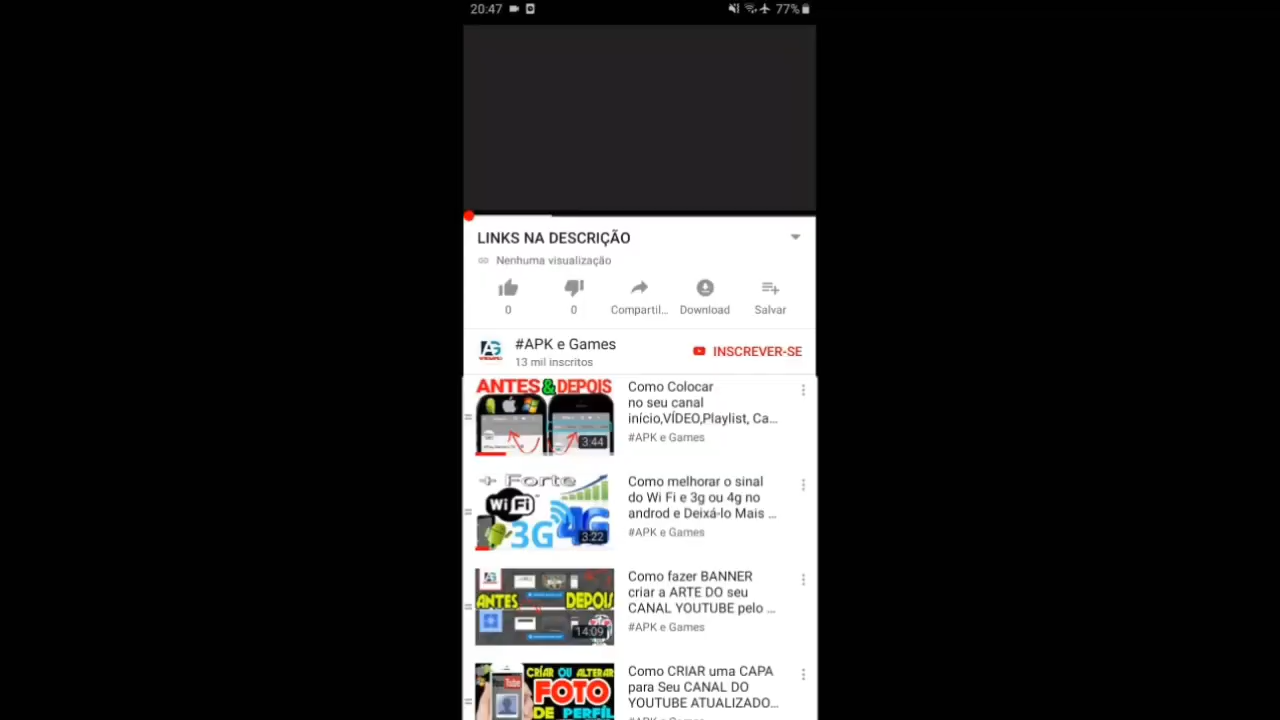 20:47
77%
LINKS NA DESCRIÇÃO
Nenhuma visualização
0
0
Compartil...
Download
Salvar
#APK e Games
13 mil inscritos
INSCREVER-SE
ANTES&DEPOIS
3:44
Como Colocar
no seu canal
início,VÍDEO,Playlist, Ca...
#APK e Games
+ Forte
WiFi
3G
4G
3:22
Como melhorar o sinal
do Wi Fi e 3g ou 4g no
androd e Deixá-lo Mais ...
#APK e Games
ANTES
DEPOIS
14:09
Como fazer BANNER
criar a ARTE DO seu
CANAL YOUTUBE pelo ...
#APK e Games
CRIAR OU ALTERAR
FOTO
DE PERFIL
Como CRIAR uma CAPA
para Seu CANAL DO
YOUTUBE ATUALIZADO...
#APK e Games